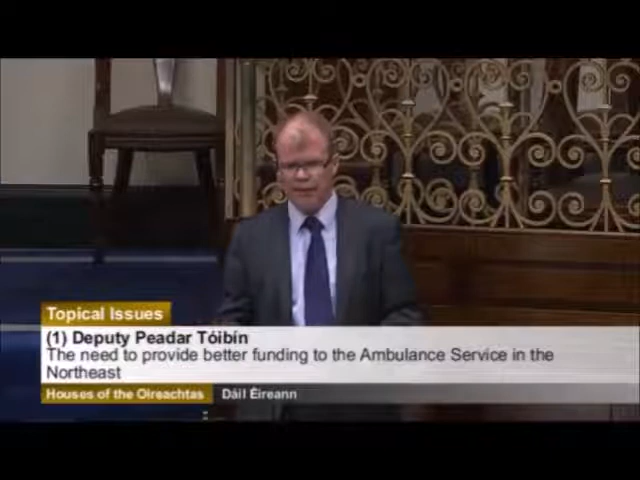 Topical Issues
(1) Deputy Peadar Tóibín
The need to provide better funding to the Ambulance Service in the
Northeast
Houses of the Oireachtas Dáil Éireann